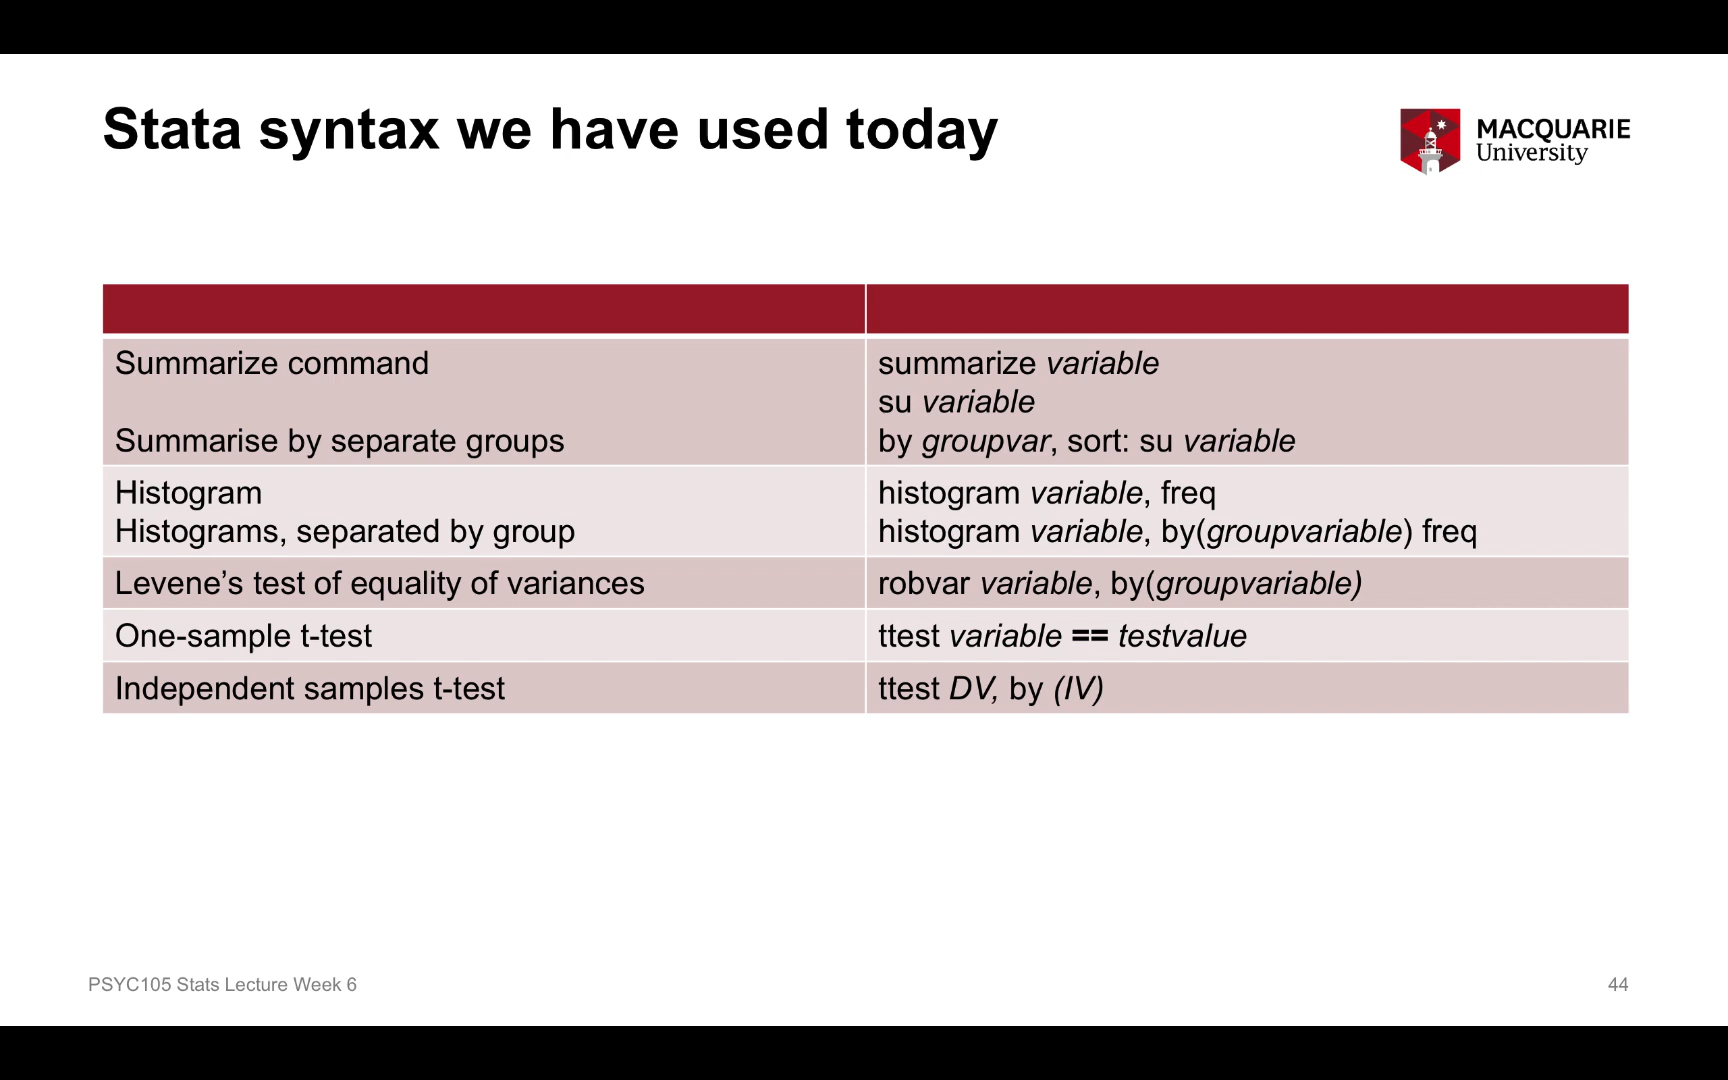 Stata syntax we have used today
MACQUARIE
University
Summarize command
summarize variable
su variable
Summarise by separate groups
by groupvar, sort: su variable
Histogram
histogram variable, freq
Histograms, separated by group
histogram variable, by(groupvariable) freq
Levene’s test of equality of variances
robvar variable, by(groupvariable)
One-sample t-test
ttest variable == testvalue
Independent samples t-test
ttest DV, by (IV)
PSYC105 Stats Lecture Week 6
44